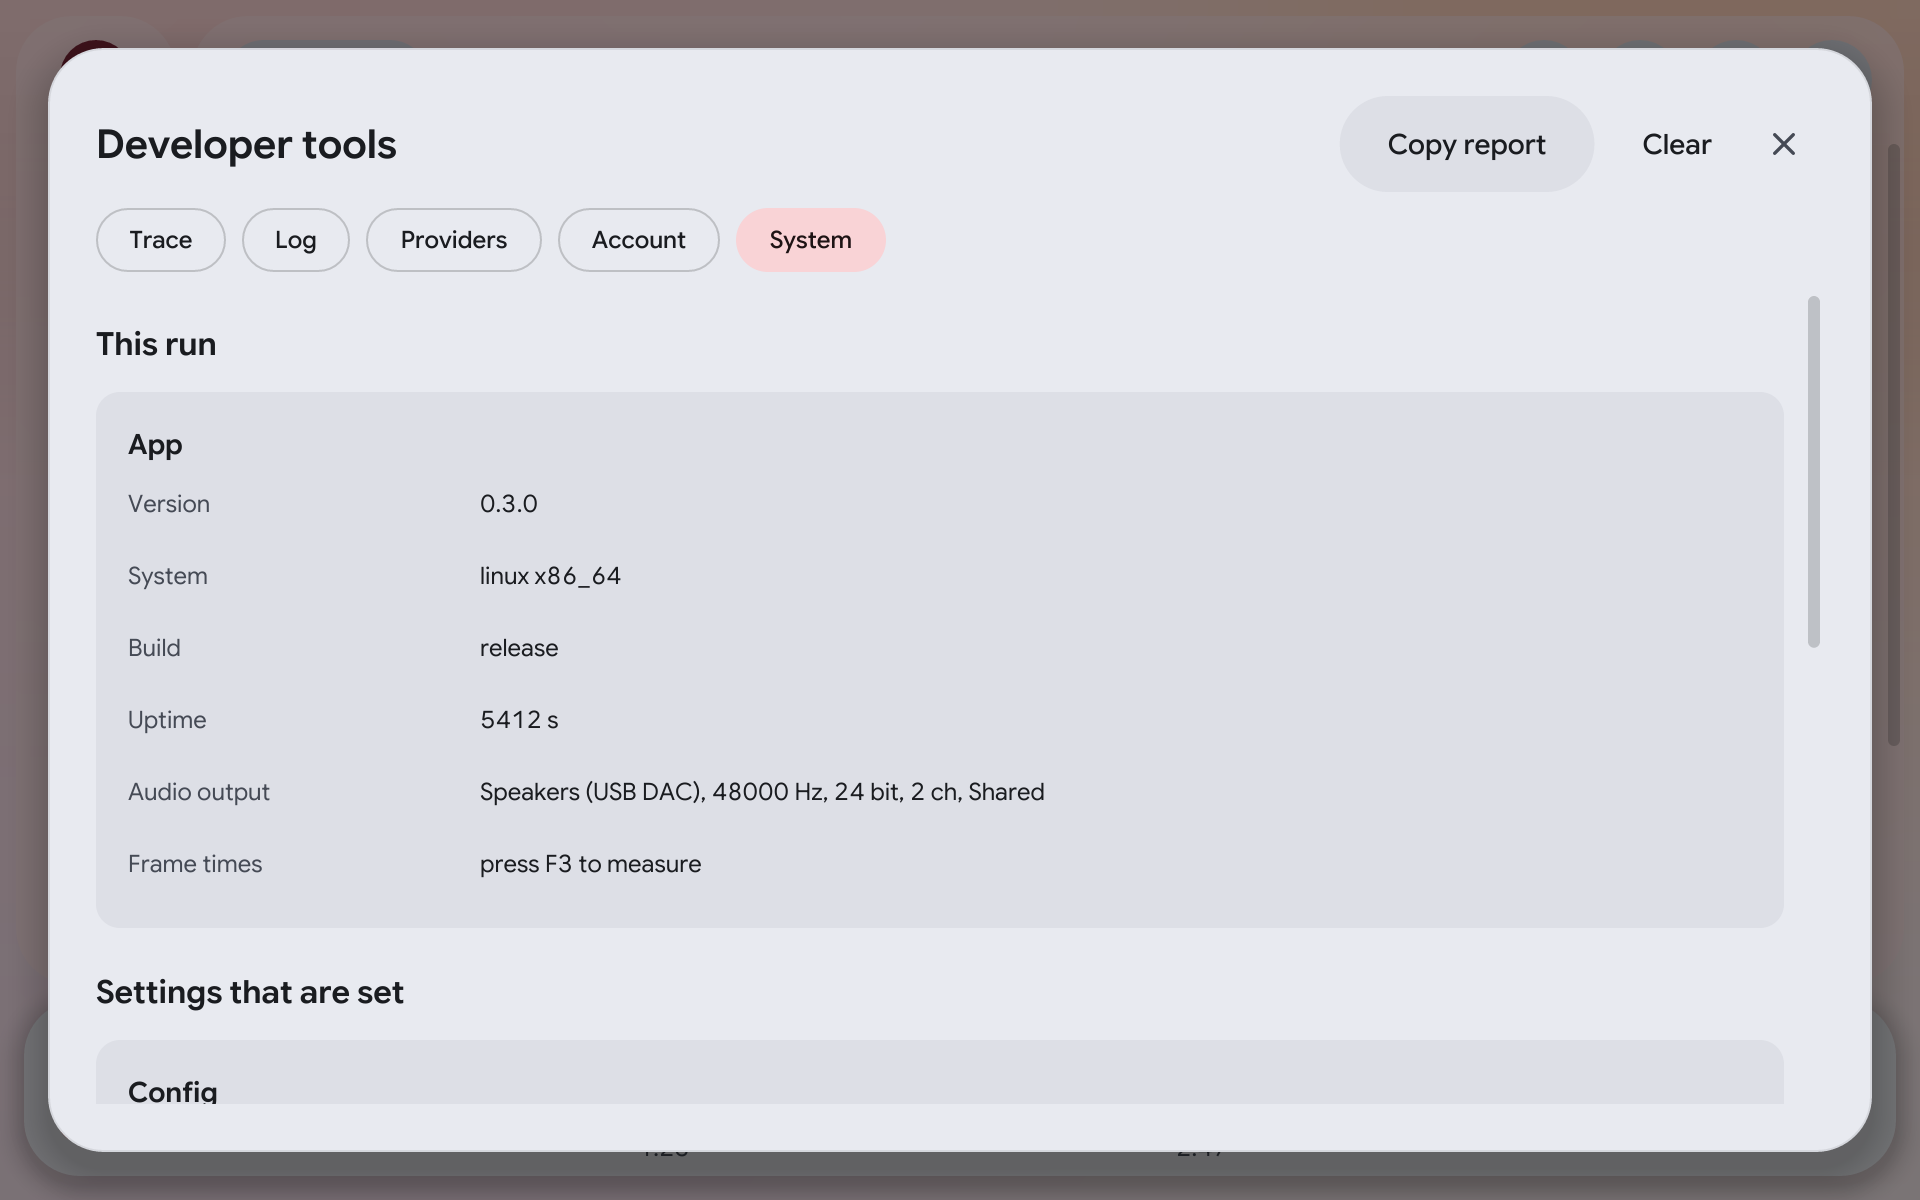 Developer tools
Copy report
Clear
Trace
Log
Providers
Account
System
This run
App
Version 0.3.0
System linux x86_64
Build release
Uptime 5412 s
Audio output Speakers (USB DAC), 48000 Hz, 24 bit, 2 ch, Shared
Frame times press F3 to measure
Settings that are set
Config